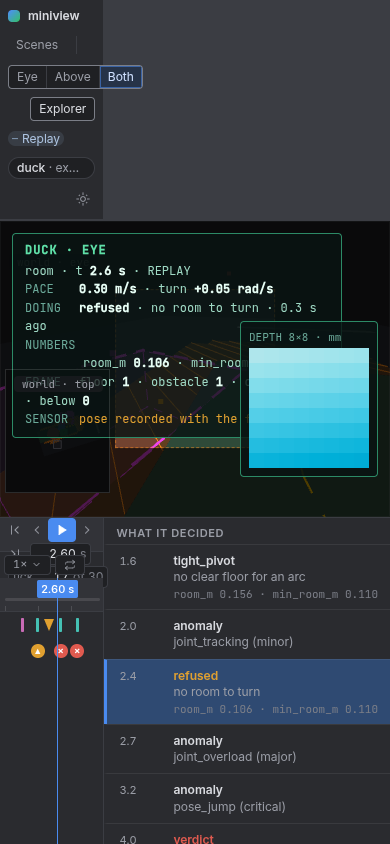 miniview
Scenes
Eye Above Both
Explorer
Replay
duck · ex...
DUCK · EYE
room · t 2.6 s · REPLAY
PACE 0.30 m/s · turn +0.05 rad/s
DOING refused · no room to turn · 0.3 s
ago
NUMBERS
room_m 0.106 · min_room
1 · obstacle 1 ·
· below 0
SENSOR pose recorded with the
world · top
DEPTH 8×8 · mm
2.60 s
1×
of 30
2.60 s
WHAT IT DECIDED
1.6 tight_pivot
no clear floor for an arc
room_m 0.156 · min_room_m 0.110
2.0 anomaly
joint_tracking (minor)
2.4 refused
no room to turn
room_m 0.106 · min_room_m 0.110
2.7 anomaly
joint_overload (major)
3.2 anomaly
pose_jump (critical)
4.0 verdict